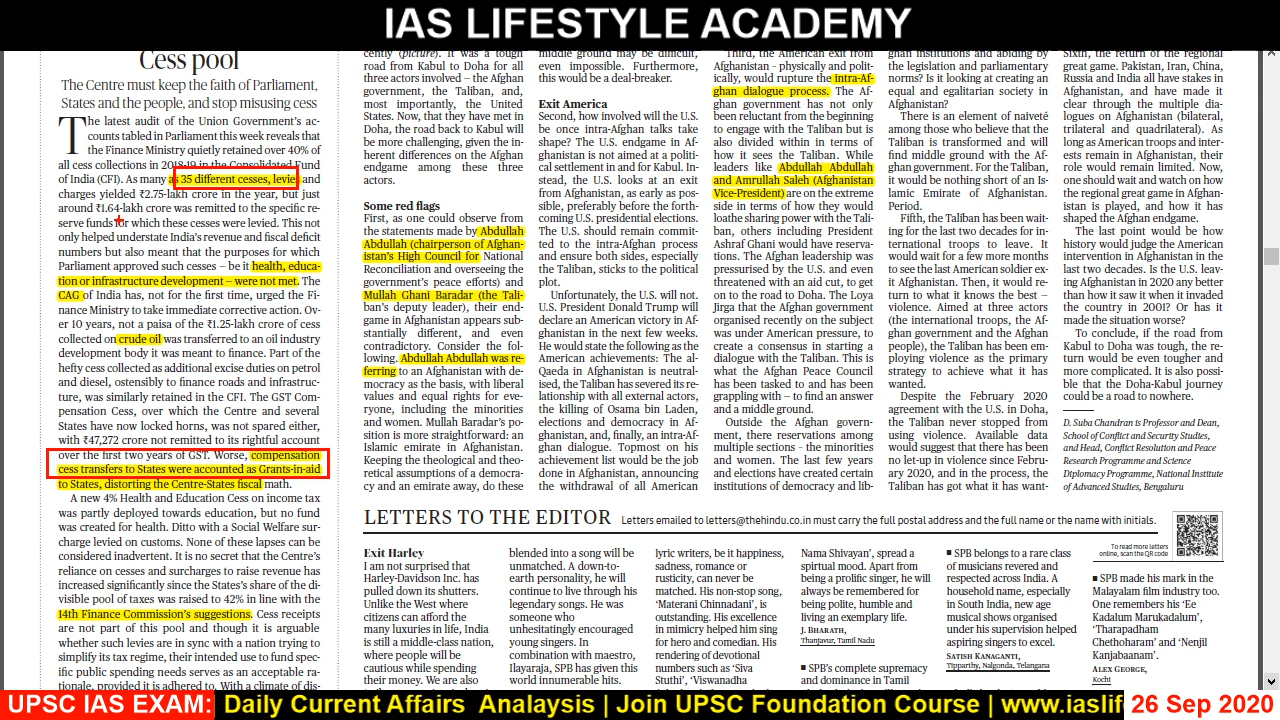 IAS LIFESTYLE ACADEMY
Cess pool
The Centre must keep the faith of Parliament,
States and the people, and stop misusing cess
The latest audit of the Union Government's ac-
counts tabled in Parliament this week reveals that
the Finance Ministry quietly retained over 40% of
all cess collections in 2018-19 in the Consolidated Fund
of India (CFI). As many as 35 different cesses, levies and
charges yielded ₹2.75-lakh crore in the year, but just
around ₹1.64-lakh crore was remitted to the specific re-
serve funds for which these cesses were levied. This not
only helped understate India's revenue and fiscal deficit
numbers but also meant that the purposes for which
Parliament approved such cesses – be it health, educa-
tion or infrastructure development – were not met. The
CAG of India has, not for the first time, urged the Fi-
nance Ministry to take immediate corrective action. Ov-
er 10 years, not a paisa of the ₹1.25-lakh crore of cess
collected on crude oil was transferred to an oil industry
development body it was meant to finance. Part of the
hefty cess collected as additional excise duties on petrol
and diesel, ostensibly to finance roads and infrastruc-
ture, was similarly retained in the CFI. The GST Com-
pensation Cess, over which the Centre and several
States have now locked horns, was not spared either,
with ₹47,272 crore not remitted to its rightful account
over the first two years of GST. Worse, compensation
cess transfers to States were accounted as Grants-in-aid
to States, distorting the Centre-States fiscal math.
A new 4% Health and Education Cess on income tax
was partly deployed towards education, but no fund
was created for health. Ditto with a Social Welfare sur-
charge levied on customs. None of these lapses can be
considered inadvertent. It is no secret that the Centre's
reliance on cesses and surcharges to raise revenue has
increased significantly since the States's share of the di-
visible pool of taxes was raised to 42% in line with the
14th Finance Commission's suggestions. Cess receipts
are not part of this pool and though it is arguable
whether such levies are in sync with a nation trying to
simplify its tax regime, their intended use to fund spec-
ific public spending needs serves as an acceptable ra-
tionale, provided it is adhered to. With a climate of dis-
cently (picture). It was a tough
road from Kabul to Doha for all
three actors involved – the Afghan
government, the Taliban, and,
most importantly, the United
States. Now, that they have met in
Doha, the road back to Kabul will
be more challenging, given the in-
herent differences on the Afghan
endgame among these three
actors.
Some red flags
First, as one could observe from
the statements made by Abdullah
Abdullah (chairperson of Afghan-
istan's High Council for National
Reconciliation and overseeing the
government's peace efforts) and
Mullah Ghani Baradar (the Tali-
ban's deputy leader), their end-
game in Afghanistan appears sub-
stantially different, and even
contradictory. Consider the fol-
lowing. Abdullah Abdullah was re-
ferring to an Afghanistan with de-
mocracy as the basis, with liberal
values and equal rights for eve-
ryone, including the minorities
and women. Mullah Baradar's po-
sition is more straightforward: an
Islamic emirate in Afghanistan.
Keeping the theological and theo-
retical assumptions of a democra-
cy and an emirate away, do these
middle ground may be difficult,
even impossible. Furthermore,
this would be a deal-breaker.
Exit America
Second, how involved will the U.S.
be once intra-Afghan talks take
shape? The U.S. endgame in Af-
ghanistan is not aimed at a politi-
cal settlement in and for Kabul. In-
stead, the U.S. looks at an exit
from Afghanistan, as early as pos-
sible, preferably before the forth-
coming U.S. presidential elections.
The U.S. should remain commit-
ted to the intra-Afghan process
and ensure both sides, especially
the Taliban, sticks to the political
plot.
Unfortunately, the U.S. will not.
U.S. President Donald Trump will
declare an American victory in Af-
ghanistan in the next few weeks.
He would state the following as the
American achievements: The al-
Qaeda in Afghanistan is neutral-
ised, the Taliban has severed its re-
lationship with all external actors,
the killing of Osama bin Laden,
elections and democracy in Af-
ghanistan, and, finally, an intra-Af-
ghan dialogue. Topmost on his
achievement list would be the job
done in Afghanistan, announcing
the withdrawal of all American
Third, the American exit from
Afghanistan - physically and polit-
ically, would rupture the intra-Af-
ghan dialogue process. The Af-
ghan government has not only
been reluctant from the beginning
to engage with the Taliban but is
also divided within in terms of
how is sees the Taliban. While
leaders like Abdullah Abdullah
and Amrullah Saleh (Afghanistan
Vice-President) are on the extreme
side in terms of how they would
loathe sharing power with the Tali-
ban, others including President
Ashraf Ghani would have reserva-
tions. The Afghan leadership was
pressurised by the U.S. and even
threatened with an aid cut, to get
on to the road to Doha. The Loya
Jirga that the Afghan government
organised recently on the subject
was under American pressure, to
create a consensus in starting a
dialogue with the Taliban. This is
what the Afghan Peace Council
has been tasked to and has been
grappling with – to find an answer
and a middle ground.
Outside the Afghan govern-
ment, there reservations among
multiple sections - the minorities
and women. The last few years
and elections have created certain
institutions of democracy and lib-
ghan institutions and abiding by
the legislation and parliamentary
norms? Is it looking at creating an
equal and egalitarian society in
Afghanistan?
There is an element of naiveté
among those who believe that the
Taliban is transformed and will
find middle ground with the Af-
ghan government. For the Taliban,
it would be nothing short of an Is-
lamic Emirate of Afghanistan.
Period.
Fifth, the Taliban has been wait-
ing for the last two decades for in-
ternational troops to leave. It
would wait for a few more months
to see the last American soldier ex-
it Afghanistan. Then, it would re-
turn to what it knows the best –
violence. Aimed at three actors
(the international troops, the Af-
ghan government and the Afghan
people), the Taliban has been em-
ploying violence as the primary
strategy to achieve what it has
wanted.
Despite the February 2020
agreement with the U.S. in Doha,
the Taliban never stopped from
using violence. Available data
would suggest that there has been
no let-up in violence since Febru-
ary 2020, and in the process, the
Taliban has got what it has want-
Sixth, the return of the regional
great game. Pakistan, Iran, China,
Russia and India all have stakes in
Afghanistan, and have made it
clear through the multiple dia-
logues on Afghanistan (bilateral,
trilateral and quadrilateral). As
long as American troops and inter-
ests remain in Afghanistan, their
role would remain limited. Now,
one should wait and watch on how
the regional great game in Afghan-
istan is played, and how it has
shaped the Afghan endgame.
The last point would be how
history would judge the American
intervention in Afghanistan in the
last two decades. Is the U.S. leav-
ing Afghanistan in 2020 any better
than how it saw it when it invaded
the country in 2001? Or has it
made the situation worse?
To conclude, if the road from
Kabul to Doha was tough, the re-
turn would be even tougher and
more complicated. It is also possi-
ble that the Doha-Kabul journey
could be a road to nowhere.
D. Suba Chandran is Professor and Dean,
School of Conflict and Security Studies,
and Head, Conflict Resolution and Peace
Research Programme and Science
Diplomacy Programme, National Institute
of Advanced Studies, Bengaluru
LETTERS TO THE EDITOR Letters emailed to letters@thehindu.co.in must carry the full postal address and the full name or the name with initials.
To read more letters
online, scan the QR code
Exit Harley
I am not surprised that
Harley-Davidson Inc. has
pulled down its shutters.
Unlike the West where
citizens can afford the
many luxuries in life, India
is still a middle-class nation,
where people will be
cautious while spending
their money. We are also
blended into a song will be
unmatched. A down-to-
earth personality, he will
continue to live through his
legendary songs. He was
someone who
unhesitatingly encouraged
young singers. In
combination with maestro,
Ilayaraja, SPB has given this
world innumerable hits.
lyric writers, be it happiness,
sadness, romance or
rusticity, can never be
matched. His non-stop song,
'Materani Chinnadani', is
outstanding. His excellence
in mimicry helped him sing
for hero and comedian. His
rendering of devotional
numbers such as 'Siva
Stuthi', 'Viswanadha
Nama Shivayan', spread a
spirtual mood. Apart from
being a prolific singer, he will
always be remembered for
being polite, humble and
living an exemplary life.
J. BHARATH,
Thanjavur, Tamil Nadu
■ SPB's complete supremacy
and dominance in Tamil
■ SPB belongs to a rare class
of musicians revered and
respected across India. A
household name, especially
in South India, new age
musical shows organised
under his supervision helped
aspiring singers to excel.
SATISH KANAGANTI,
Tipparthy, Nalgonda, Telangana
■ SPB made his mark in the
Malayalam film industry too.
One remembers his 'Ee
Kadalum Marukadalum',
'Tharapadham
Chethoharam' and 'Nenjil
Kanjabaanam'.
ALEX GEORGE,
Kochi
UPSC IAS EXAM: Daily Current Affairs Analaysis | Join UPSC Foundation Course | www.iaslif 26 Sep 2020